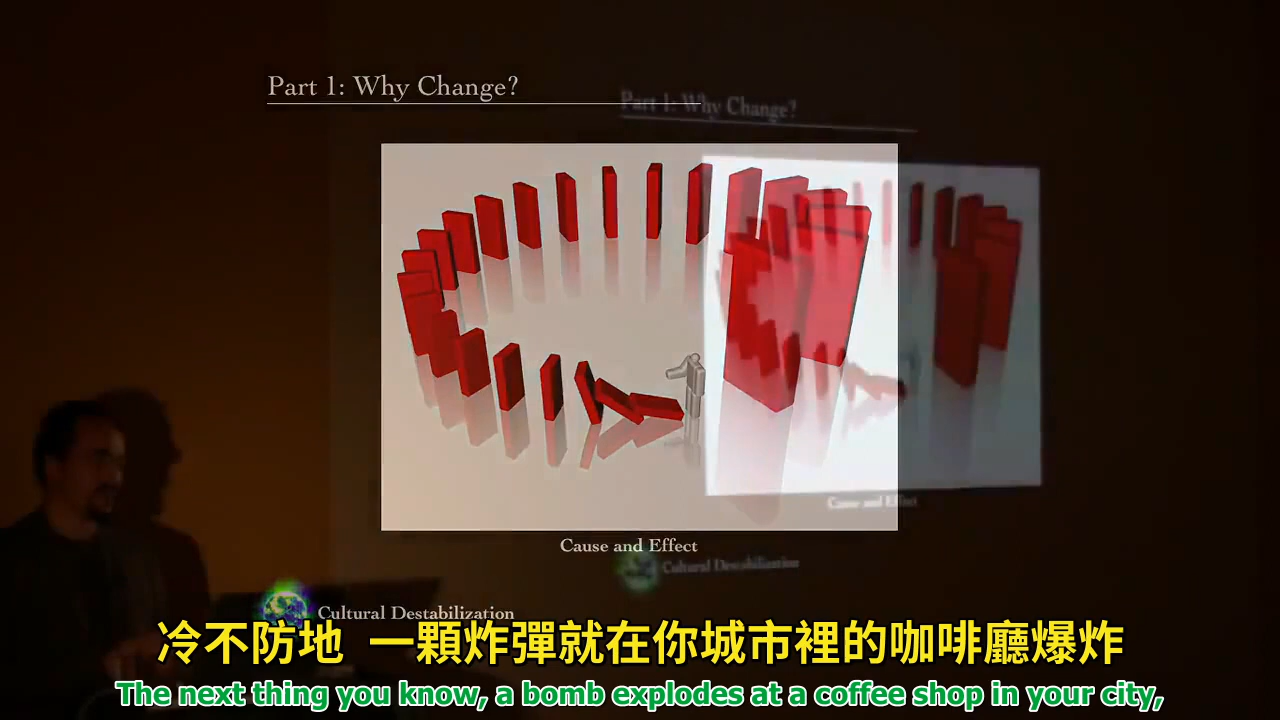 Part 1: Why Change?
Part 1: Why Change?
Cause and Effect
Cause and Effect
Cultural Destabilization
Cultural Destabilization
冷不防地 一顆炸彈就在你城市裡的咖啡廳爆炸
The next thing you know, a bomb explodes at a coffee shop in your city,